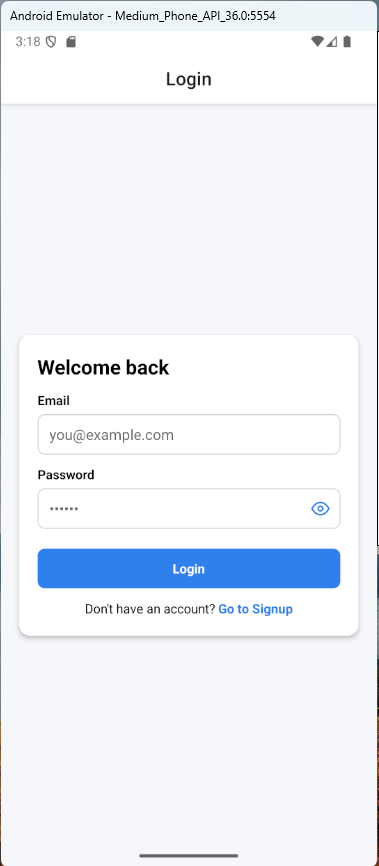 Android Emulator - Medium_Phone_API_36.0:5554
3:18
Login
Welcome back
Email
you@example.com
Password
••••••
Login
Don't have an account? Go to Signup